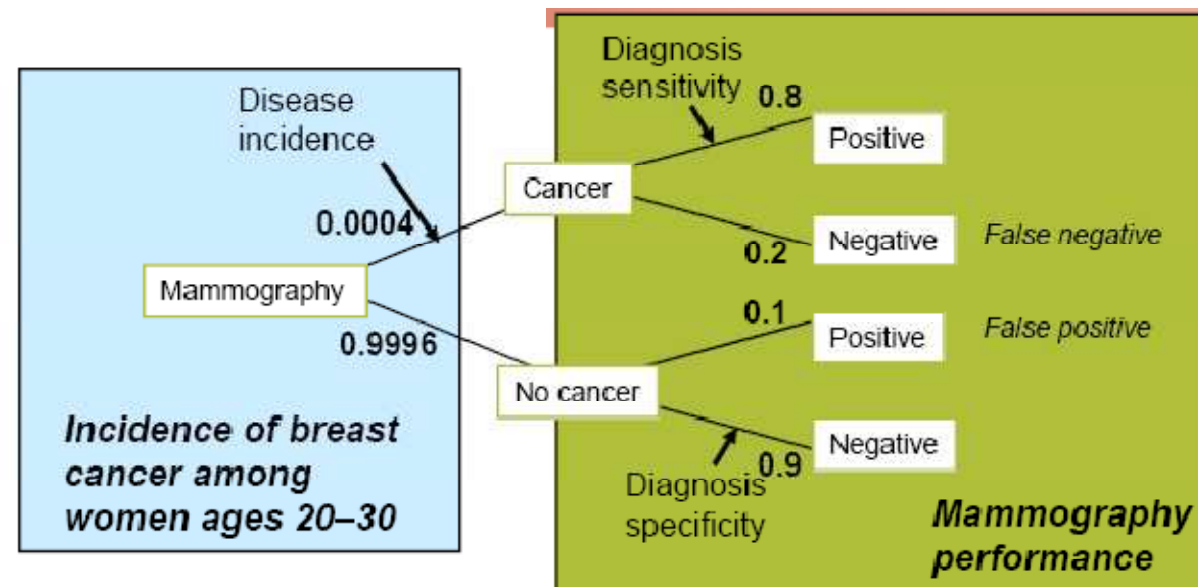 Disease
incidence
0.0004
Mammography
0.9996
Incidence of breast
cancer among
women ages 20–30
Diagnosis
sensitivity
0.8
Positive
Cancer
Negative
False negative
0.2
0.1
Positive
False positive
No cancer
Negative
0.9
Diagnosis
specificity
Mammography
performance